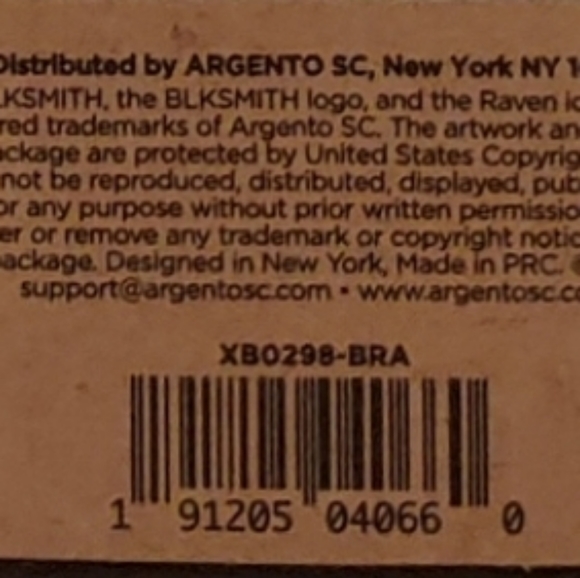 Distributed by ARGENTO SC, New York NY
LKSMITH, the BLKSMITH logo, and the Raven
red trademarks of Argento SC. The artwork an
ackage are protected by United States Copyrig
not be reproduced, distributed, displayed, pub
or any purpose without prior written permissio
er or remove any trademark or copyright notic
package. Designed in New York, Made in PRC. ©
support@argentosc.com • www.argentosc.co
XB0298-BRA
1 91205 04066 0